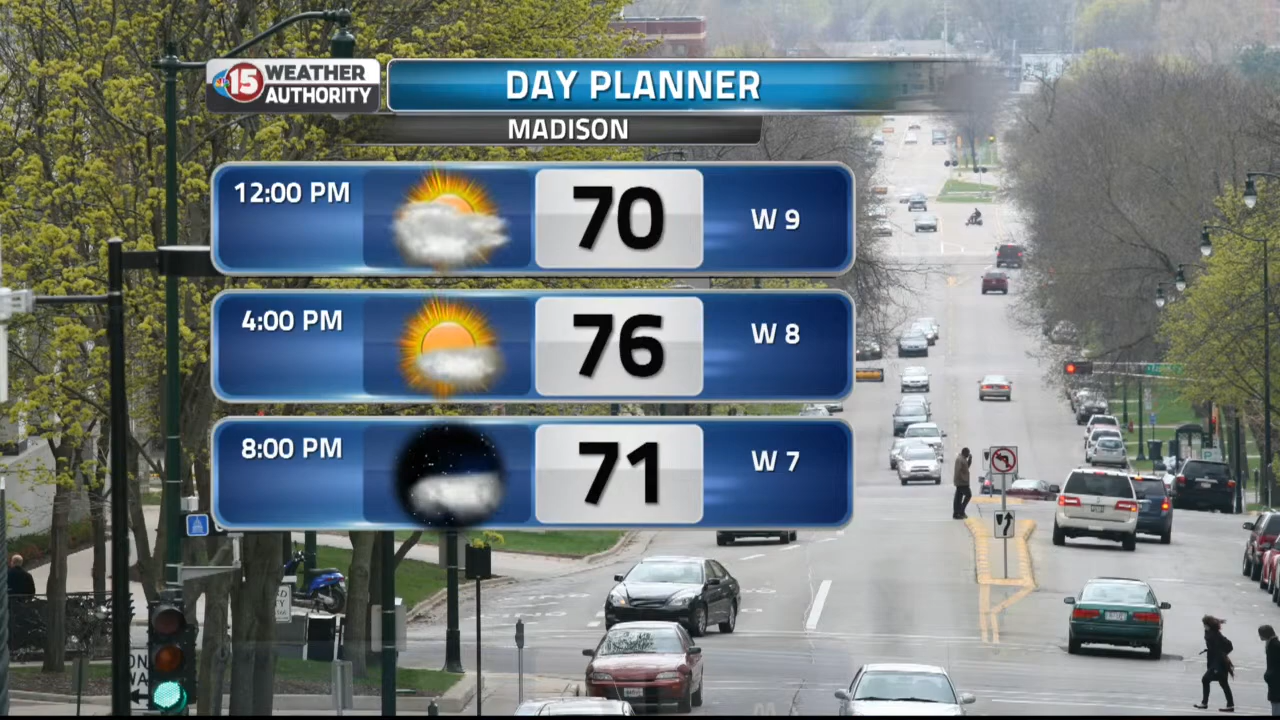 15 WEATHER
AUTHORITY
DAY PLANNER
MADISON
12:00 PM 70 W 9
4:00 PM 76 W 8
8:00 PM 71 W 7